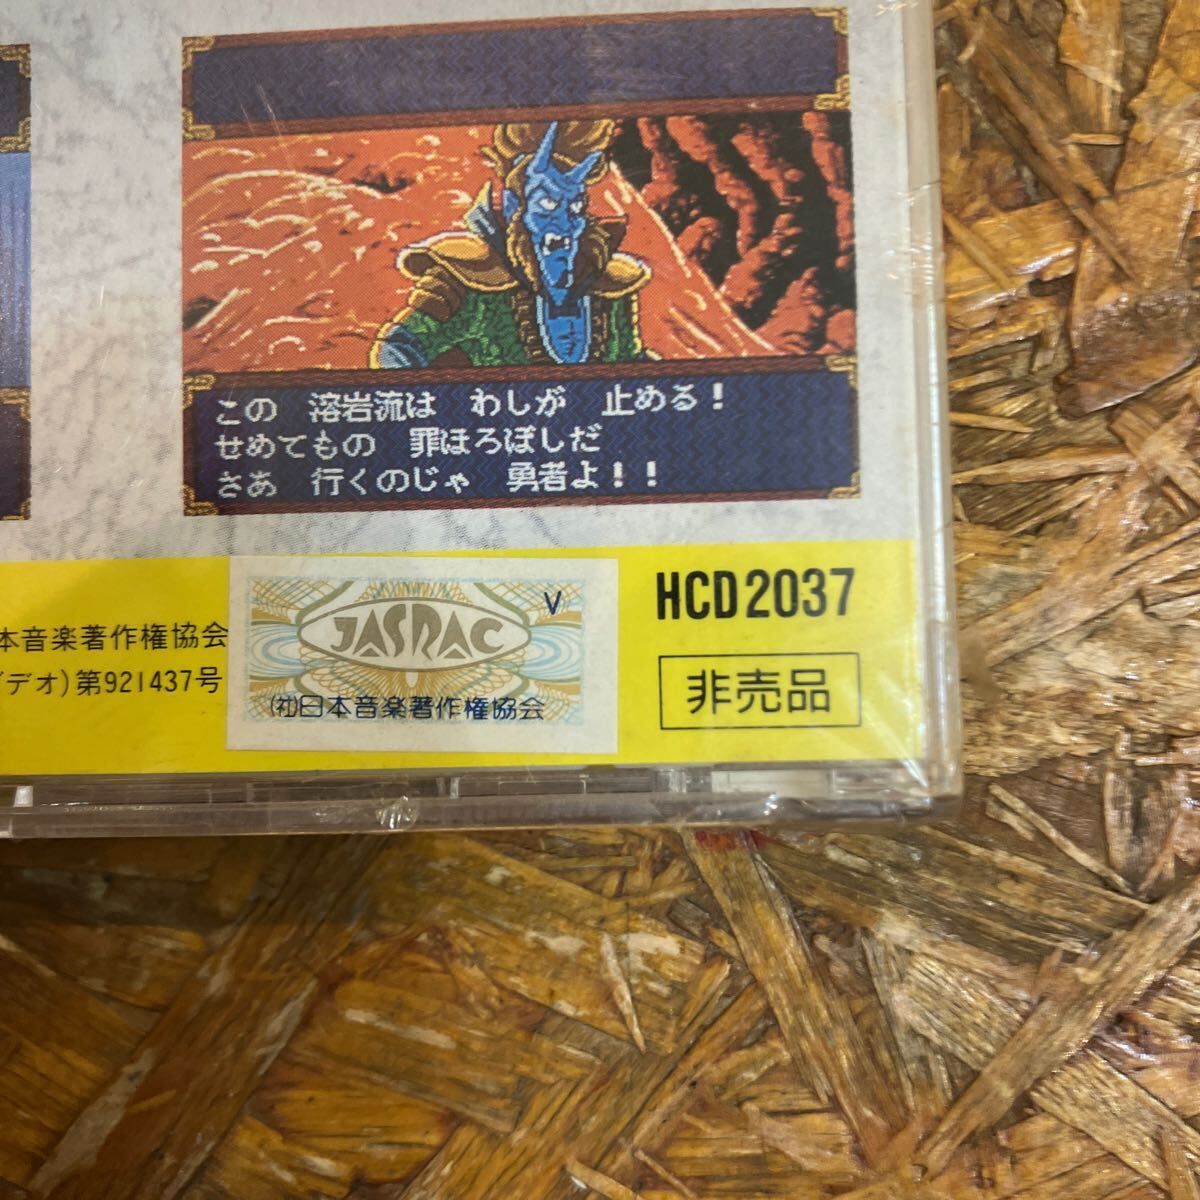 この 溶岩流は わしが 止める！
せめてもの 罪ほろぼしだ
さあ 行くのじゃ 勇者よ！！
本音楽著作権協会
デオ)第921437号
V
JASRAC
(社)日本音楽著作権協会
HCD2037
非売品